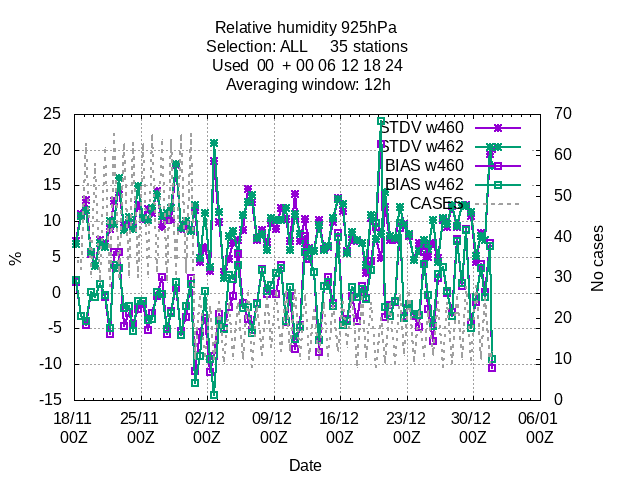 Relative humidity 925hPa
Selection: ALL 35 stations
Used 00 + 00 06 12 18 24
Averaging window: 12h
25
20
15
10
5
0
-5
-10
-15
%
70
60
50
40
30
20
10
0
No cases
STDV w460
STDV w462
BIAS w460
BIAS w462
CASES
18/11 25/11 02/12 09/12 16/12 23/12 30/12 06/01
00Z 00Z 00Z 00Z 00Z 00Z 00Z 00Z
Date